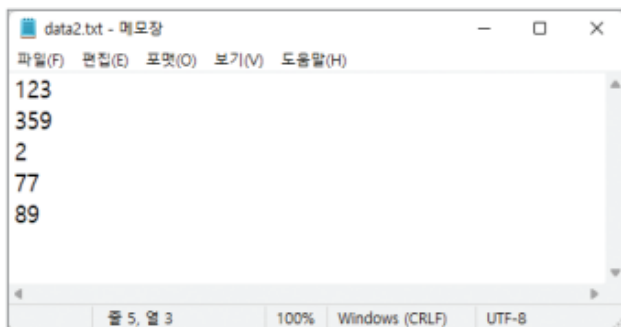 data2.txt - 메모장
파일(F) 편집(E) 포맷(O) 보기(V) 도움말(H)
123
359
2
77
89
줄 5, 열 3 100% Windows (CRLF) UTF-8